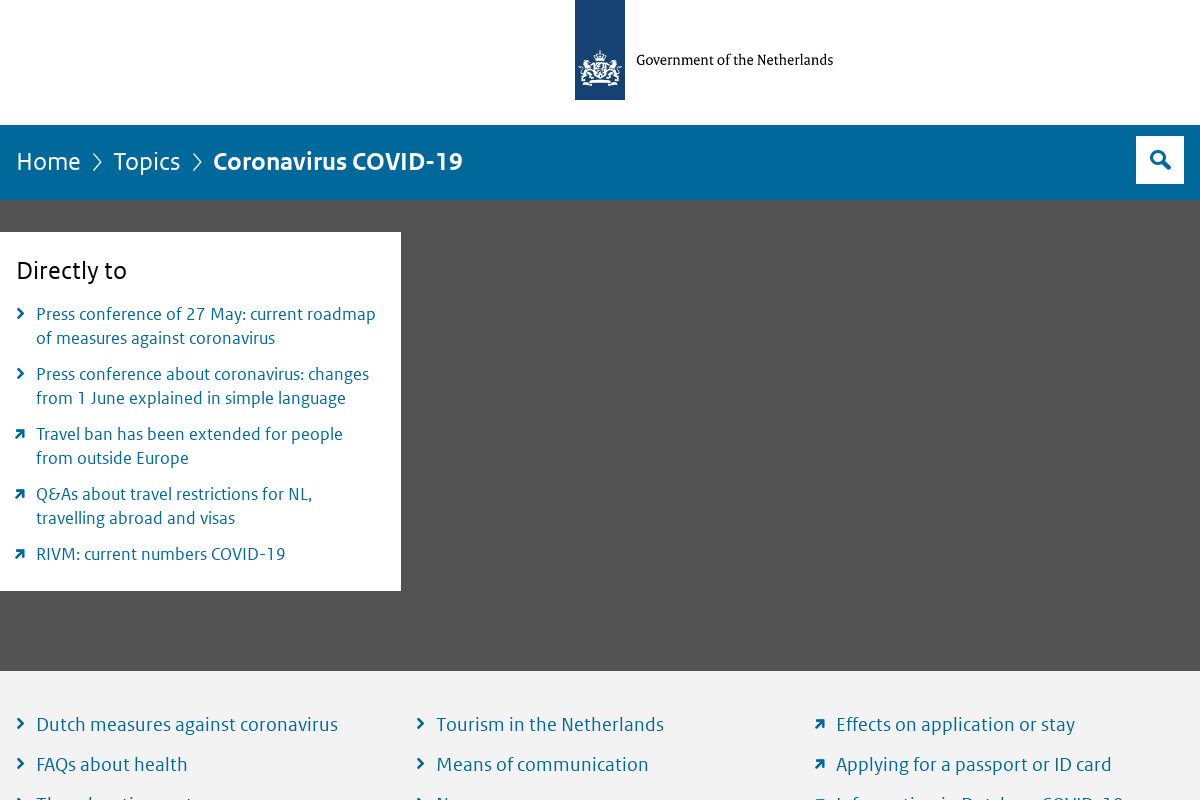 Government of the Netherlands
Home
Topics
Coronavirus COVID-19
Directly to
Press conference of 27 May: current roadmap
of measures against coronavirus
Press conference about coronavirus: changes
from 1 June explained in simple language
Travel ban has been extended for people
from outside Europe
Q&As about travel restrictions for NL,
travelling abroad and visas
RIVM: current numbers COVID-19
Dutch measures against coronavirus
Tourism in the Netherlands
Effects on application or stay
FAQs about health
Means of communication
Applying for a passport or ID card